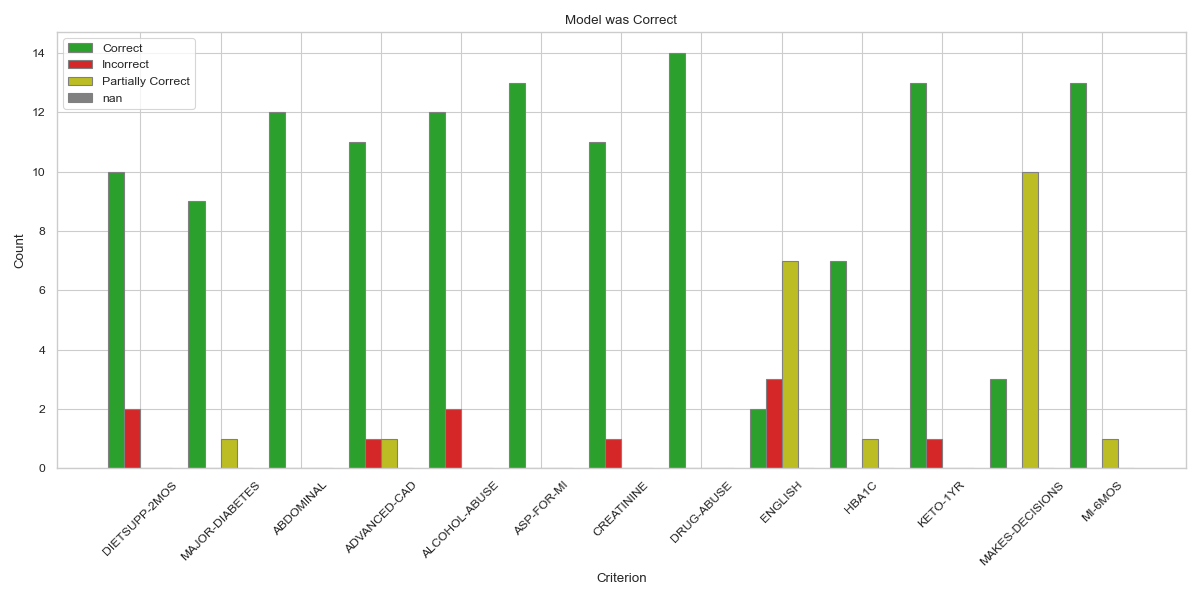 Model was Correct
Correct
Incorrect
Partially Correct
nan
14
12
10
8
6
4
2
0
Count
DIETSUPP-2MOS
MAJOR-DIABETES
ABDOMINAL
ADVANCED-CAD
ALCOHOL-ABUSE
ASP-FOR-MI
CREATININE
DRUG-ABUSE
ENGLISH
HBA1C
KETO-1YR
MAKES-DECISIONS
MI-6MOS
Criterion